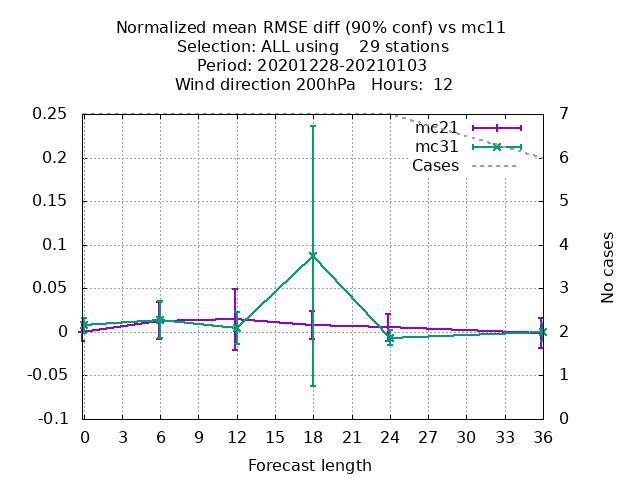 Normalized mean RMSE diff (90% conf) vs mc11
Selection: ALL using    29 stations
Period: 20201228-20210103
Wind direction 200hPa   Hours:  12
0.25
0.2
0.15
0.1
0.05
0
-0.05
-0.1
7
6
5
4
3
2
1
0
mc21
mc31
Cases
No cases
0 3 6 9 12 15 18 21 24 27 30 33 36
Forecast length